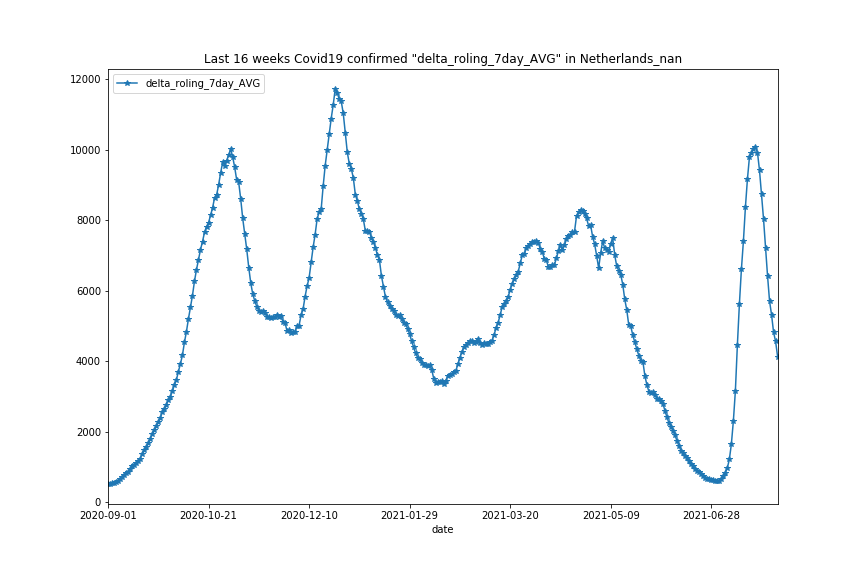 Last 16 weeks Covid19 confirmed "delta_roling_7day_AVG" in Netherlands_nan
delta_roling_7day_AVG
12000
10000
8000
6000
4000
2000
0
2020-09-01 2020-10-21 2020-12-10 2021-01-29 2021-03-20 2021-05-09 2021-06-28
date